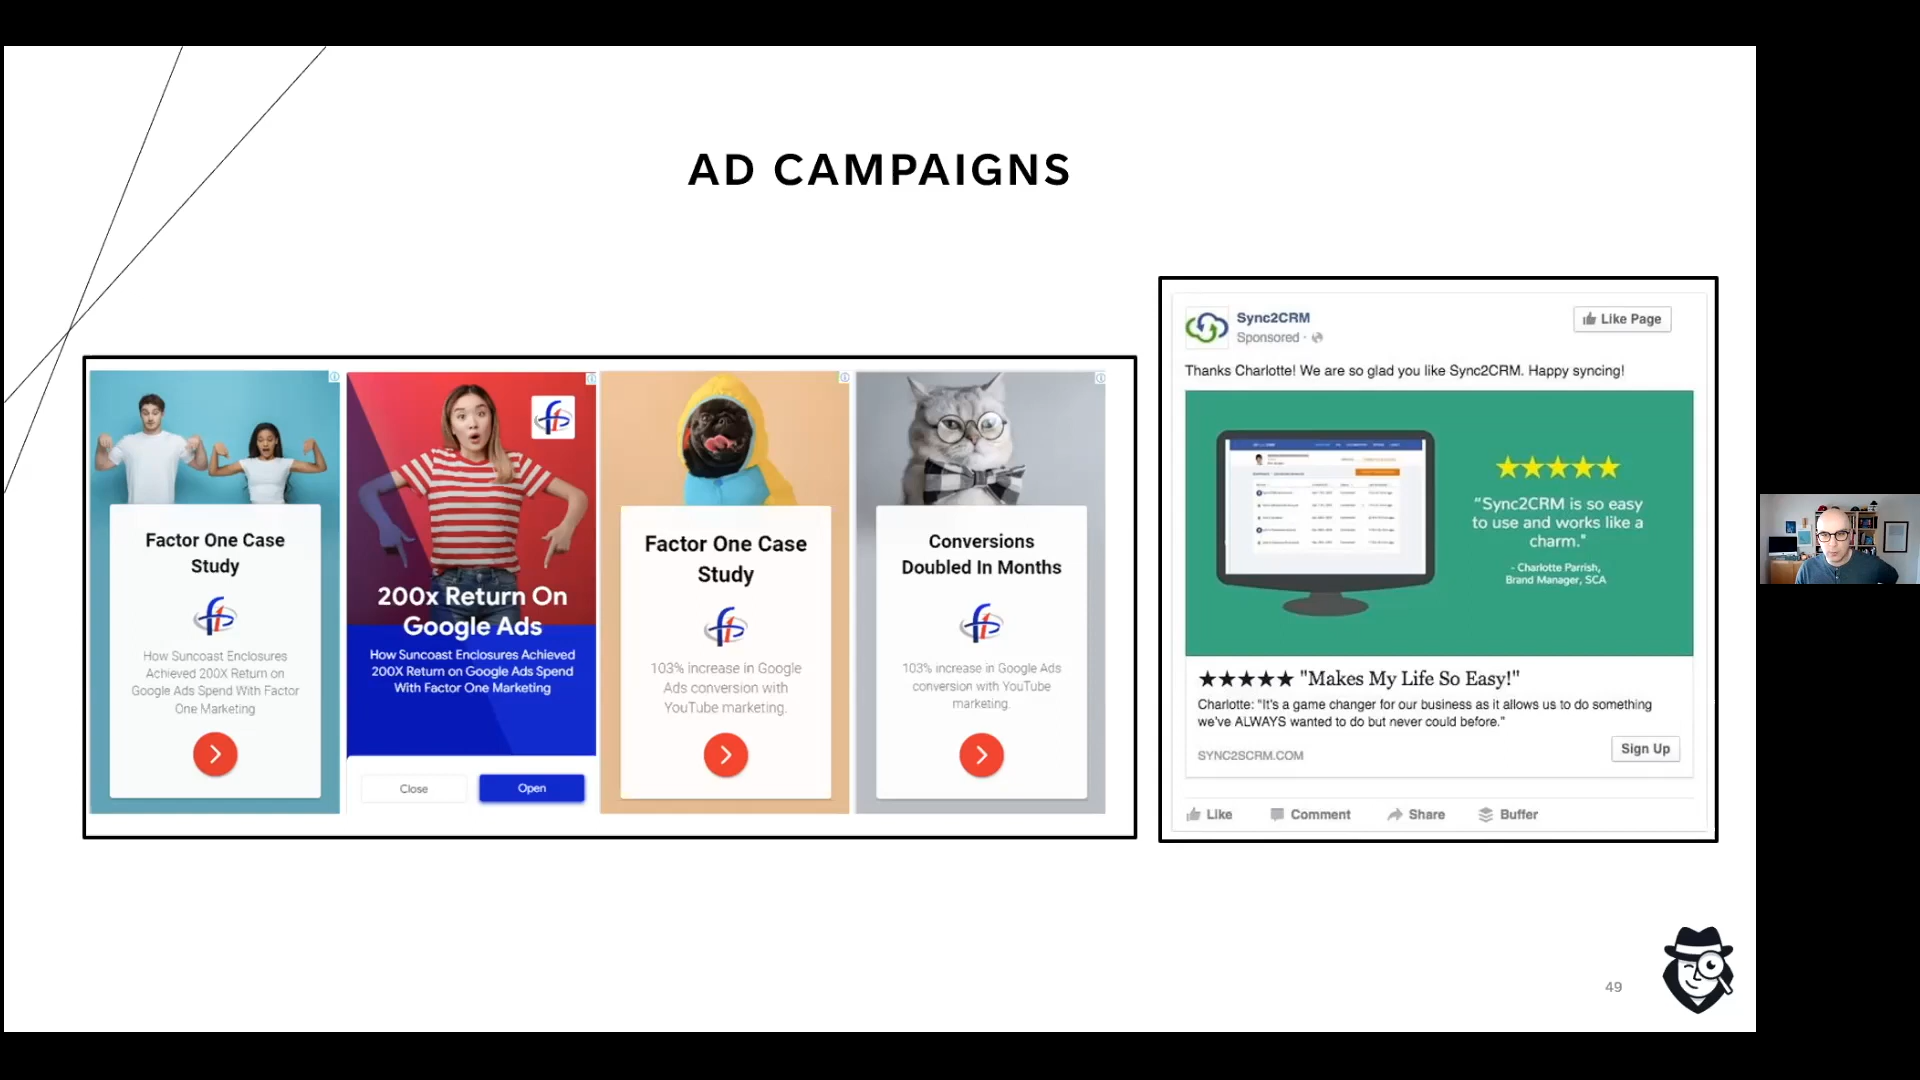 AD CAMPAIGNS
Factor One Case
Study
How Suncoast Enclosures
Achieved 200X Return on
Google Ads Spend With Factor
One Marketing
200x Return On
Google Ads
How Suncoast Enclosures Achieved
200X Return on Google Ads Spend
With Factor One Marketing
Close
Open
Factor One Case
Study
103% increase in Google
Ads conversion with
YouTube marketing.
Conversions
Doubled In Months
103% increase in Google Ads
conversion with YouTube
marketing.
Sync2CRM
Sponsored ·
Like Page
Thanks Charlotte! We are so glad you like Sync2CRM. Happy syncing!
"Sync2CRM is so easy
to use and works like a
charm."
- Charlotte Parrish,
Brand Manager, SCA
★★★★★ "Makes My Life So Easy!"
Charlotte: "It's a game changer for our business as it allows us to do something
we've ALWAYS wanted to do but never could before."
SYNC2SCRM.COM
Sign Up
Like
Comment
Share
Buffer
49